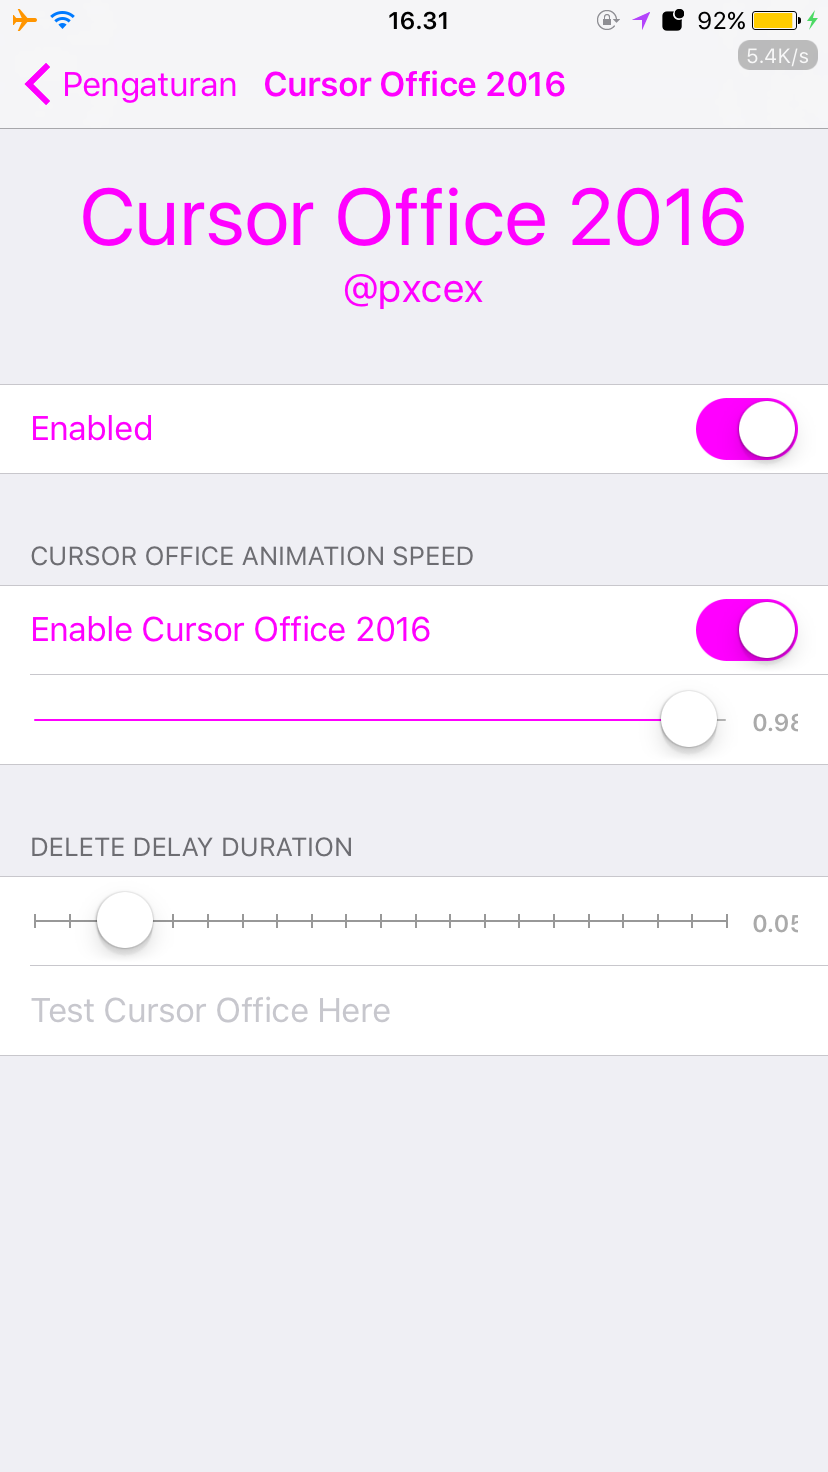 16.31 92%
5.4K/s
Pengaturan Cursor Office 2016
Cursor Office 2016
@pxcex
Enabled
CURSOR OFFICE ANIMATION SPEED
Enable Cursor Office 2016
0.98
DELETE DELAY DURATION
0.05
Test Cursor Office Here